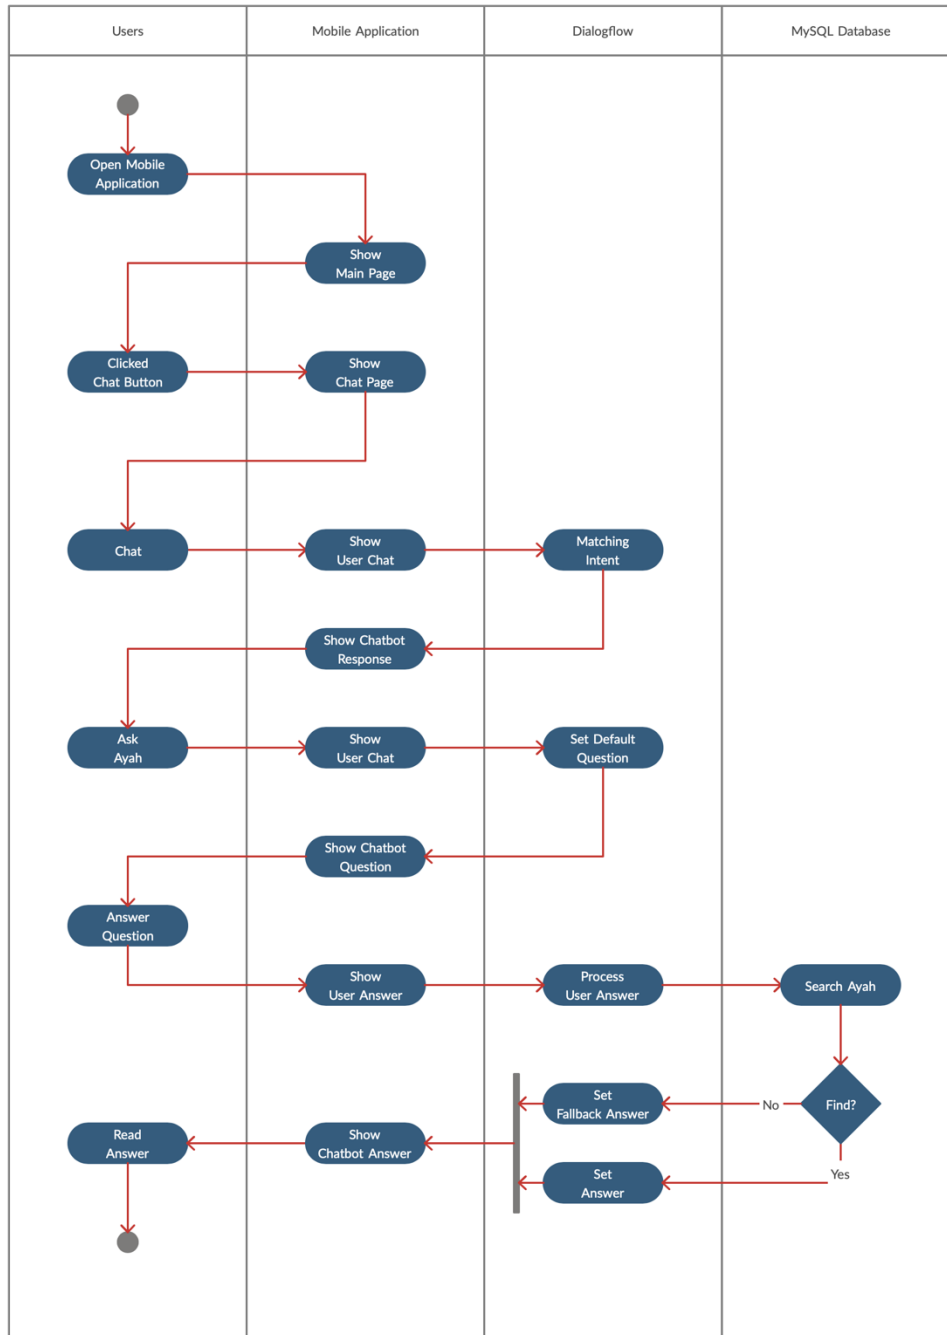 Users
Mobile Application
Dialogflow
MySQL Database
Open Mobile
Application
Show
Main Page
Clicked
Chat Button
Show
Chat Page
Chat
Show
User Chat
Matching
Intent
Show Chatbot
Response
Ask
Ayah
Show
User Chat
Set Default
Question
Show Chatbot
Question
Answer
Question
Show
User Answer
Process
User Answer
Search Ayah
Set
Fallback Answer
No
Find?
Read
Answer
Show
Chatbot Answer
Set
Answer
Yes